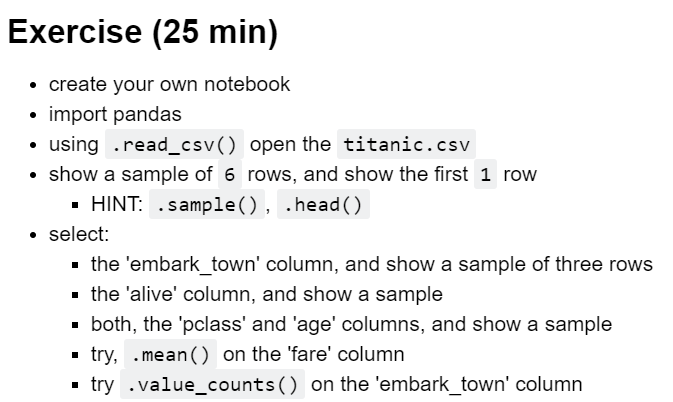 Exercise (25 min)
• create your own notebook
• import pandas
• using .read_csv() open the titanic.csv
• show a sample of 6 rows, and show the first 1 row
▪ HINT: .sample(), .head()
• select:
▪ the 'embark_town' column, and show a sample of three rows
▪ the 'alive' column, and show a sample
▪ both, the 'pclass' and 'age' columns, and show a sample
▪ try, .mean() on the 'fare' column
▪ try .value_counts() on the 'embark_town' column